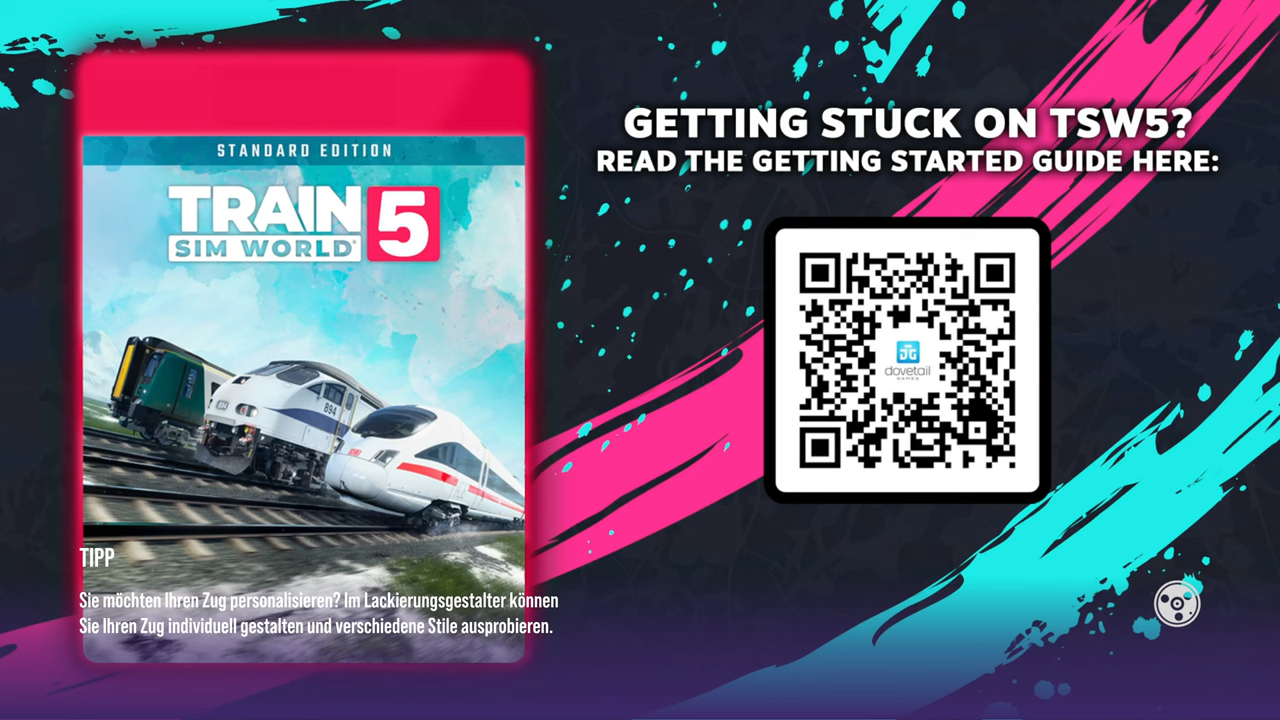 STANDARD EDITION
TRAIN
SIM WORLD
5
894
TIPP
Sie möchten Ihren Zug personalisieren? Im Lackierungsgestalter können
Sie Ihren Zug individuell gestalten und verschiedene Stile ausprobieren.
GETTING STUCK ON TSW5?
READ THE GETTING STARTED GUIDE HERE:
dovetail
GAMES